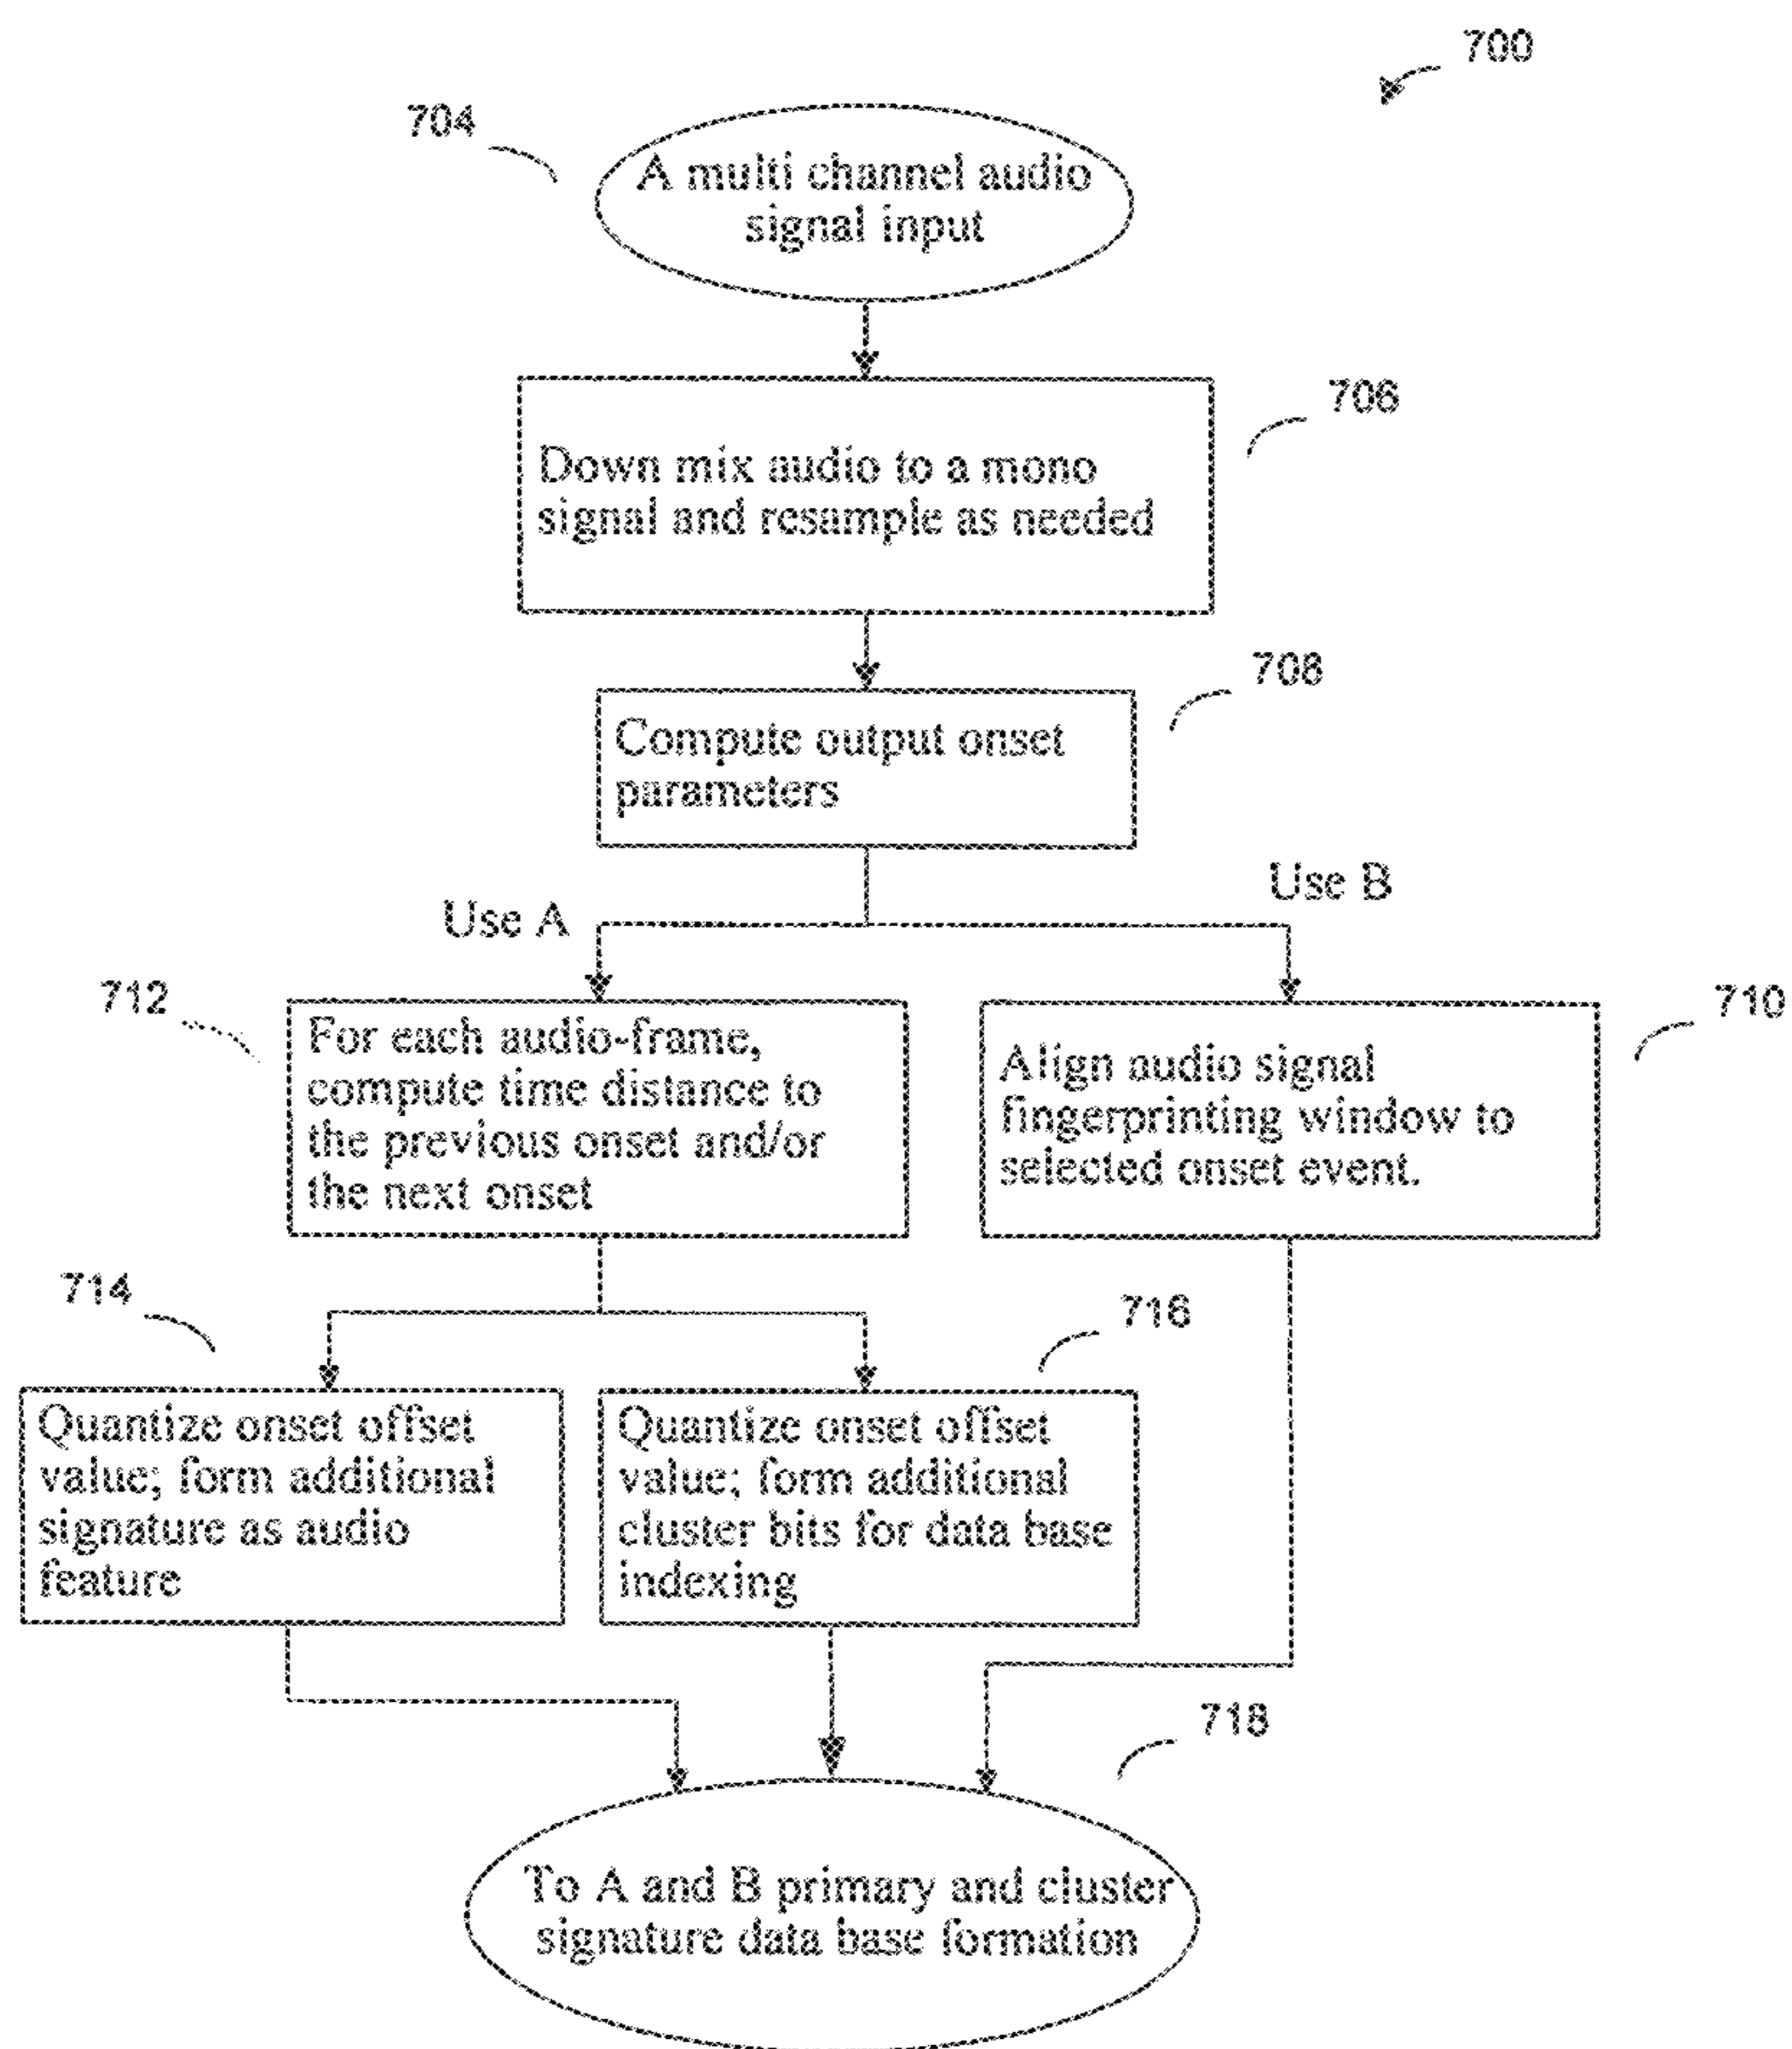 700
704
A multi channel audio
signal input
706
Down mix audio to a mono
signal and resample as needed
708
Compute output onset
parameters
Use A
Use B
712
For each audio-frame,
compute time distance to
the previous onset and/or
the next onset
710
Align audio signal
fingerprinting window to
selected onset event.
714
Quantize onset offset
value; form additional
signature as audio
feature
716
Quantize onset offset
value; form additional
cluster bits for data base
indexing
718
To A and B primary and cluster
signature data base formation